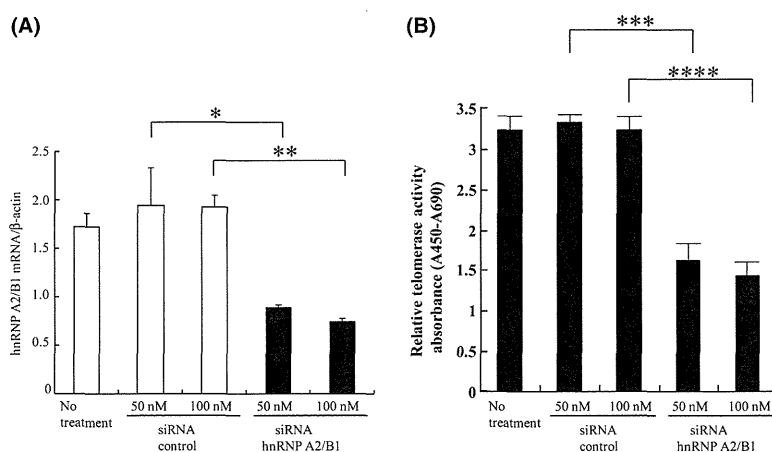 (A)
*
**
hnRNP A2/B1 mRNA/β-actin
2.5
2.0
1.5
1.0
0.5
0
No treatment
50 nM
100 nM
50 nM
100 nM
siRNA control
siRNA hnRNP A2/B1
(B)
***
****
Relative telomerase activity
absorbance (A450-A690)
3.5
3
2.5
2
1.5
1
0.5
0
No
treatment
50 nM
100 nM
50 nM
100 nM
siRNA
control
siRNA
hnRNP A2/B1